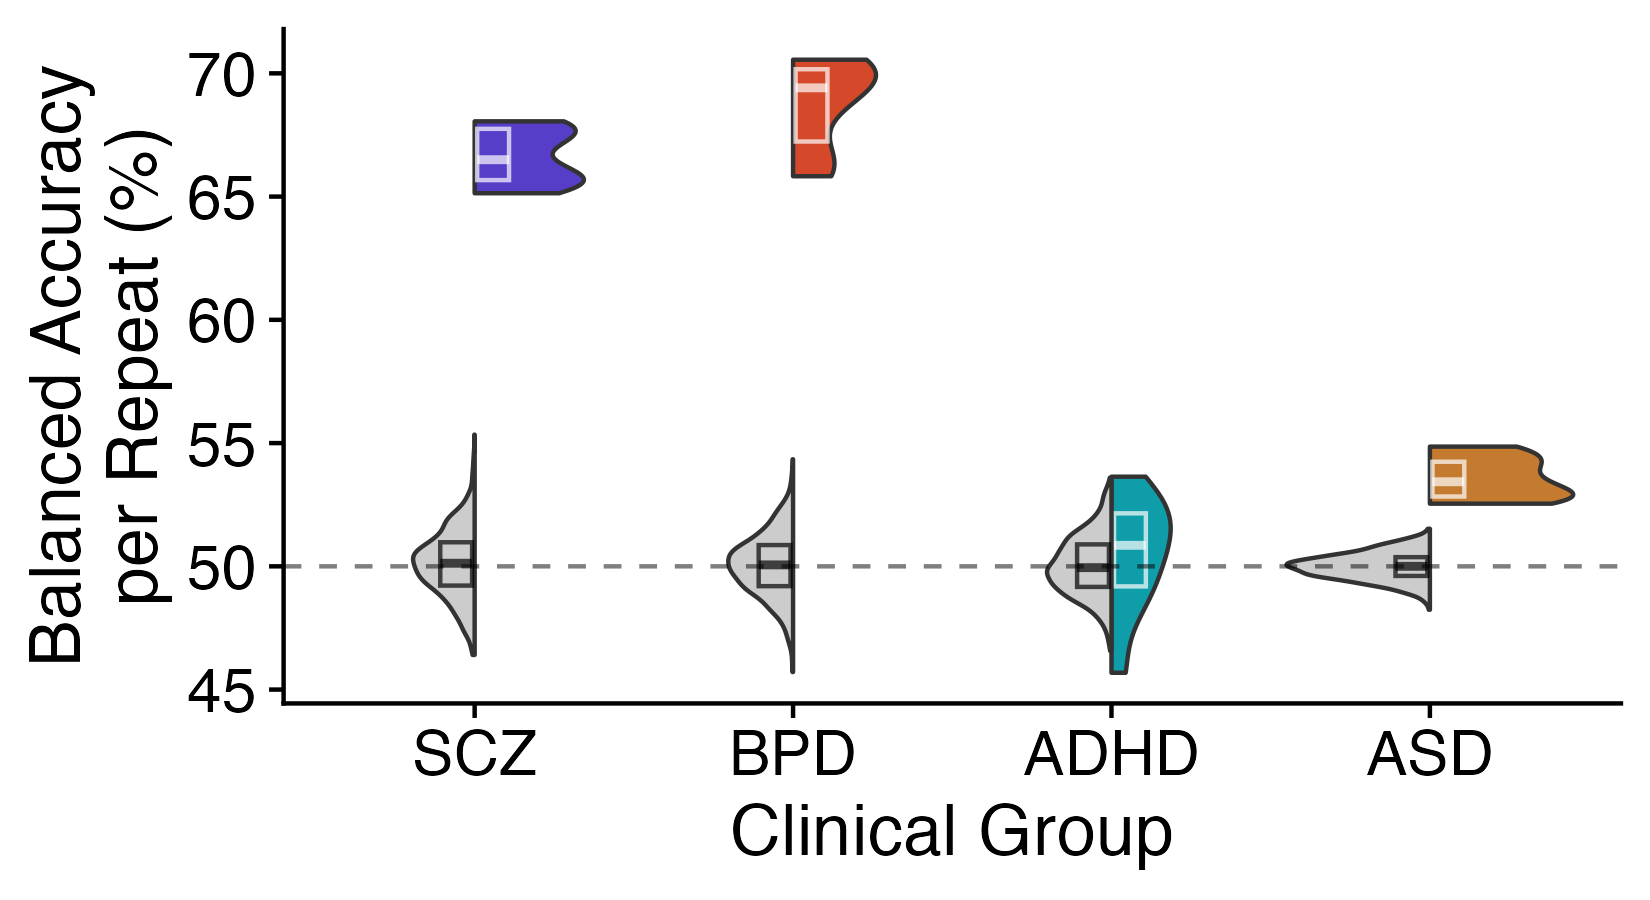 Balanced Accuracy
per Repeat (%)
70
65
60
55
50
45
SCZ BPD ADHD ASD
Clinical Group